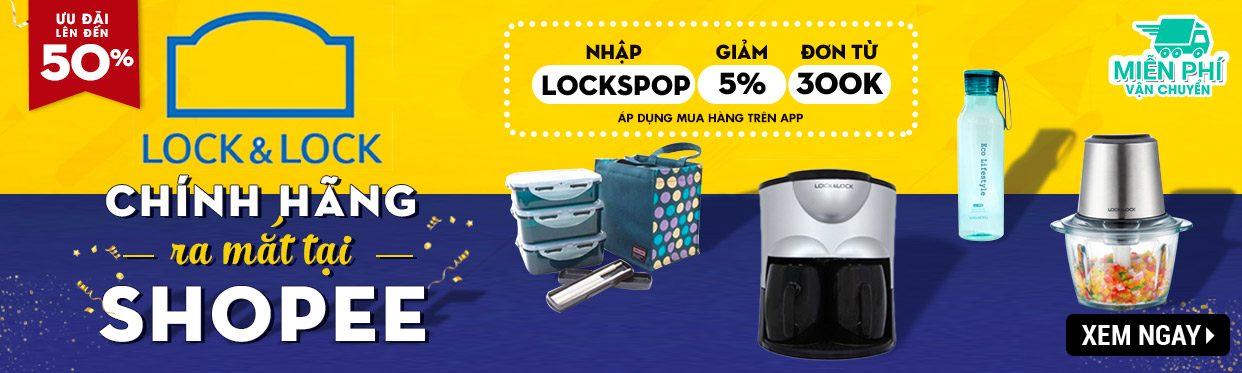 ƯU ĐÃI
LÊN ĐẾN
50%
LOCK & LOCK
CHÍNH HÃNG
ra mắt tại
SHOPEE
NHẬP
LOCKSPOP
GIẢM
5%
ĐƠN TỪ
300K
ÁP DỤNG MUA HÀNG TRÊN APP
MIỄN PHÍ
VẬN CHUYỂN
LOCK&LOCK
Eco Lifestyle
LOCK&LOCK
XEM NGAY